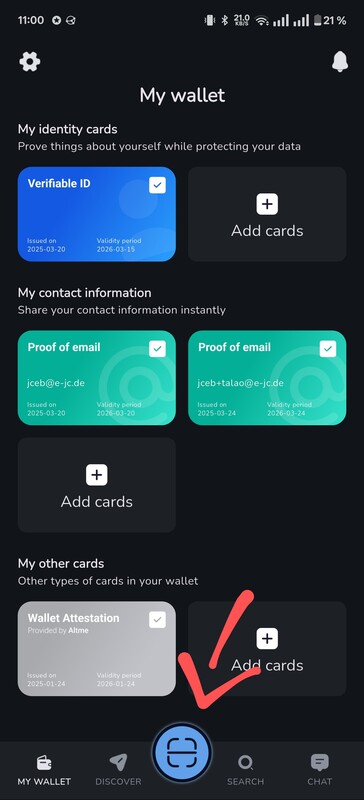 11:00 21.0 KB/S 21 %
My wallet
My identity cards
Prove things about yourself while protecting your data
Verifiable ID
Issued on Validity period
2025-03-20 2026-03-15
Add cards
My contact information
Share your contact information instantly
Proof of email
jceb@e-jc.de
Issued on Validity period
2025-03-20 2026-03-20
Proof of email
jceb+talao@e-jc.de
Issued on Validity period
2025-03-24 2026-03-24
Add cards
My other cards
Other types of cards in your wallet
Wallet Attestation
Provided by Altme
Issued on Validity period
2025-01-24 2026-01-24
Add cards
MY WALLET DISCOVER SEARCH CHAT